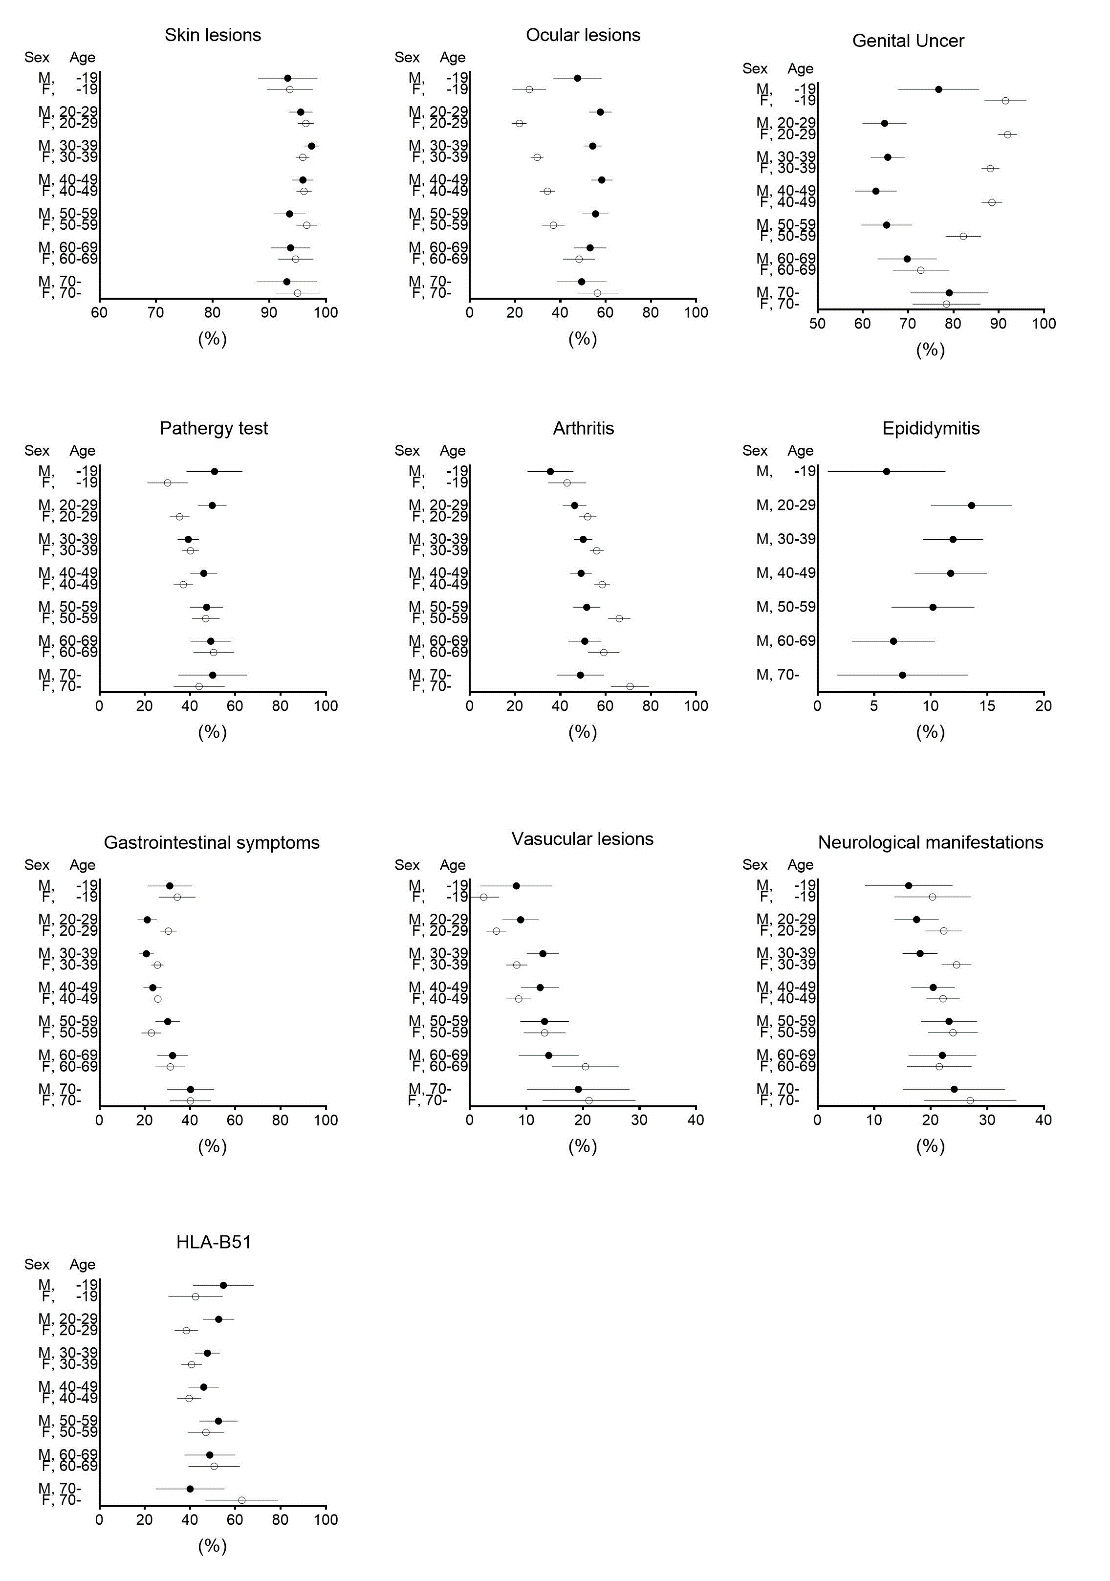 Skin lesions
Sex Age
M, -19
F, -19
M, 20-29
F, 20-29
M, 30-39
F, 30-39
M, 40-49
F, 40-49
M, 50-59
F, 50-59
M, 60-69
F, 60-69
M, 70-
F, 70-
60 70 80 90 100
(%)
Ocular lesions
Sex Age
M, -19
F, -19
M, 20-29
F, 20-29
M, 30-39
F, 30-39
M, 40-49
F, 40-49
M, 50-59
F, 50-59
M, 60-69
F, 60-69
M, 70-
F, 70-
0 20 40 60 80 100
(%)
Genital Uncer
Sex Age
M, -19
F, -19
M, 20-29
F, 20-29
M, 30-39
F, 30-39
M, 40-49
F, 40-49
M, 50-59
F, 50-59
M, 60-69
F, 60-69
M, 70-
F, 70-
50 60 70 80 90 100
(%)
Pathergy test
Sex Age
M, -19
F, -19
M, 20-29
F, 20-29
M, 30-39
F, 30-39
M, 40-49
F, 40-49
M, 50-59
F, 50-59
M, 60-69
F, 60-69
M, 70-
F, 70-
0 20 40 60 80 100
(%)
Arthritis
Sex Age
M, -19
F, -19
M, 20-29
F, 20-29
M, 30-39
F, 30-39
M, 40-49
F, 40-49
M, 50-59
F, 50-59
M, 60-69
F, 60-69
M, 70-
F, 70-
0 20 40 60 80 100
(%)
Epididymitis
Sex Age
M, -19
M, 20-29
M, 30-39
M, 40-49
M, 50-59
M, 60-69
M, 70-
0 5 10 15 20
(%)
Gastrointestinal symptoms
Sex Age
M, -19
F, -19
M, 20-29
F, 20-29
M, 30-39
F, 30-39
M, 40-49
F, 40-49
M, 50-59
F, 50-59
M, 60-69
F, 60-69
M, 70-
F, 70-
0 20 40 60 80 100
(%)
Vasucular lesions
Sex Age
M, -19
F, -19
M, 20-29
F, 20-29
M, 30-39
F, 30-39
M, 40-49
F, 40-49
M, 50-59
F, 50-59
M, 60-69
F, 60-69
M, 70-
F, 70-
0 10 20 30 40
(%)
Neurological manifestations
Sex Age
M, -19
F, -19
M, 20-29
F, 20-29
M, 30-39
F, 30-39
M, 40-49
F, 40-49
M, 50-59
F, 50-59
M, 60-69
F, 60-69
M, 70-
F, 70-
0 10 20 30 40
(%)
HLA-B51
Sex Age
M, -19
F, -19
M, 20-29
F, 20-29
M, 30-39
F, 30-39
M, 40-49
F, 40-49
M, 50-59
F, 50-59
M, 60-69
F, 60-69
M, 70-
F, 70-
0 20 40 60 80 100
(%)